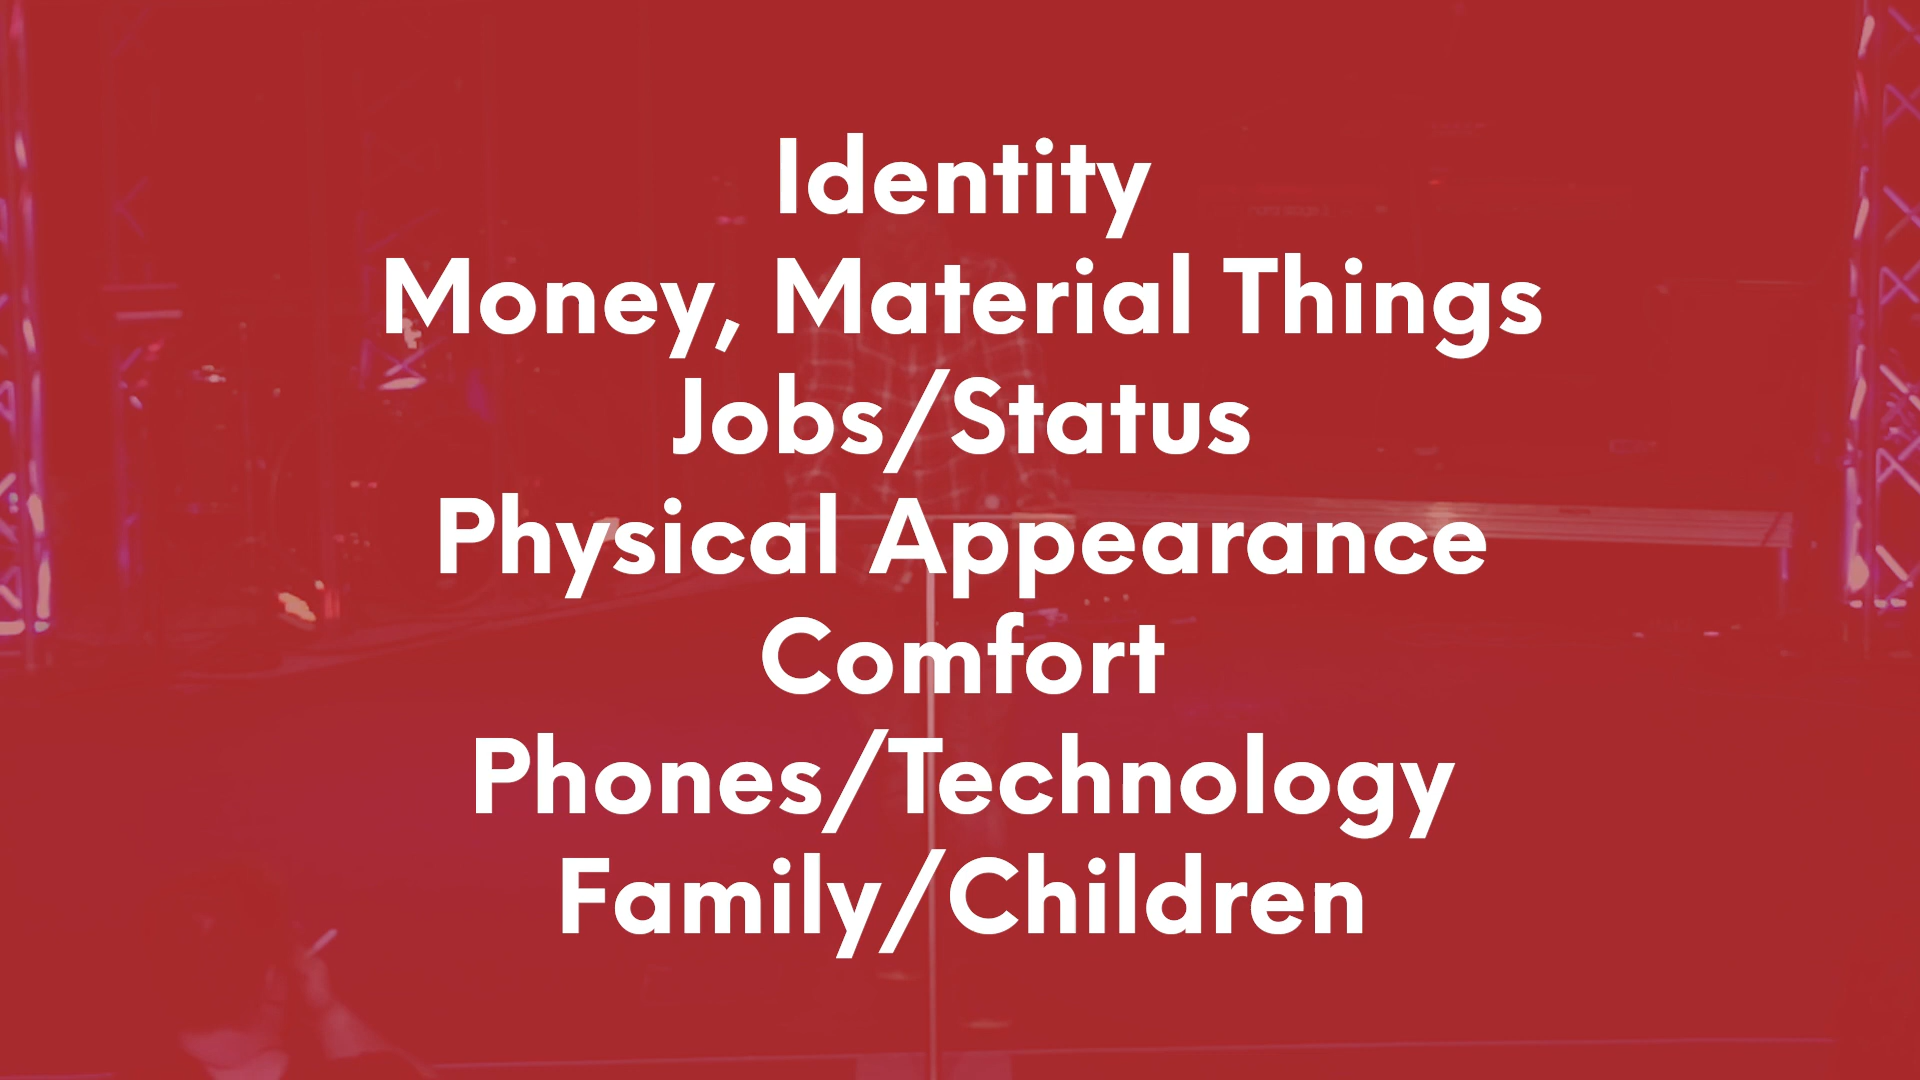 Identity
Money, Material Things
Jobs/Status
Physical Appearance
Comfort
Phones/Technology
Family/Children